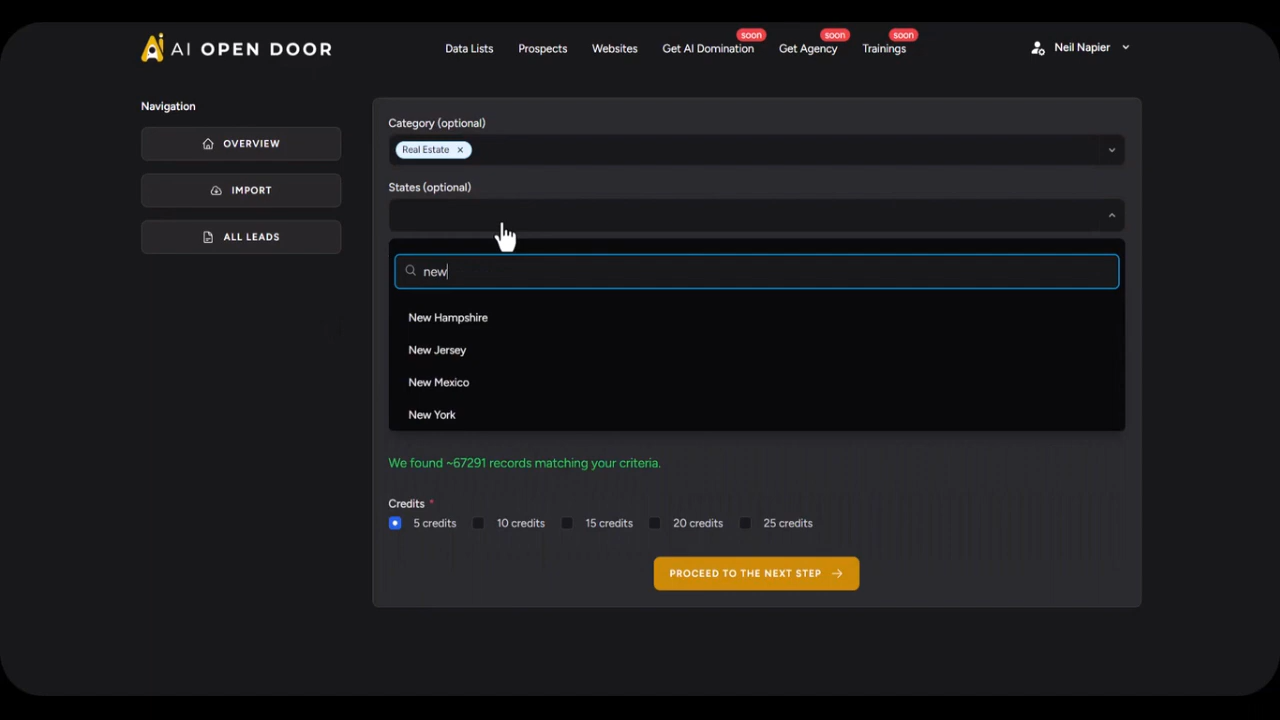 AI OPEN DOOR
Data Lists
Prospects
Websites
Get AI Domination
soon
Get Agency
soon
Trainings
soon
Neil Napier
Navigation
OVERVIEW
IMPORT
ALL LEADS
Category (optional)
Real Estate ×
States (optional)
new
New Hampshire
New Jersey
New Mexico
New York
We found ~67291 records matching your criteria.
Credits *
5 credits
10 credits
15 credits
20 credits
25 credits
PROCEED TO THE NEXT STEP →